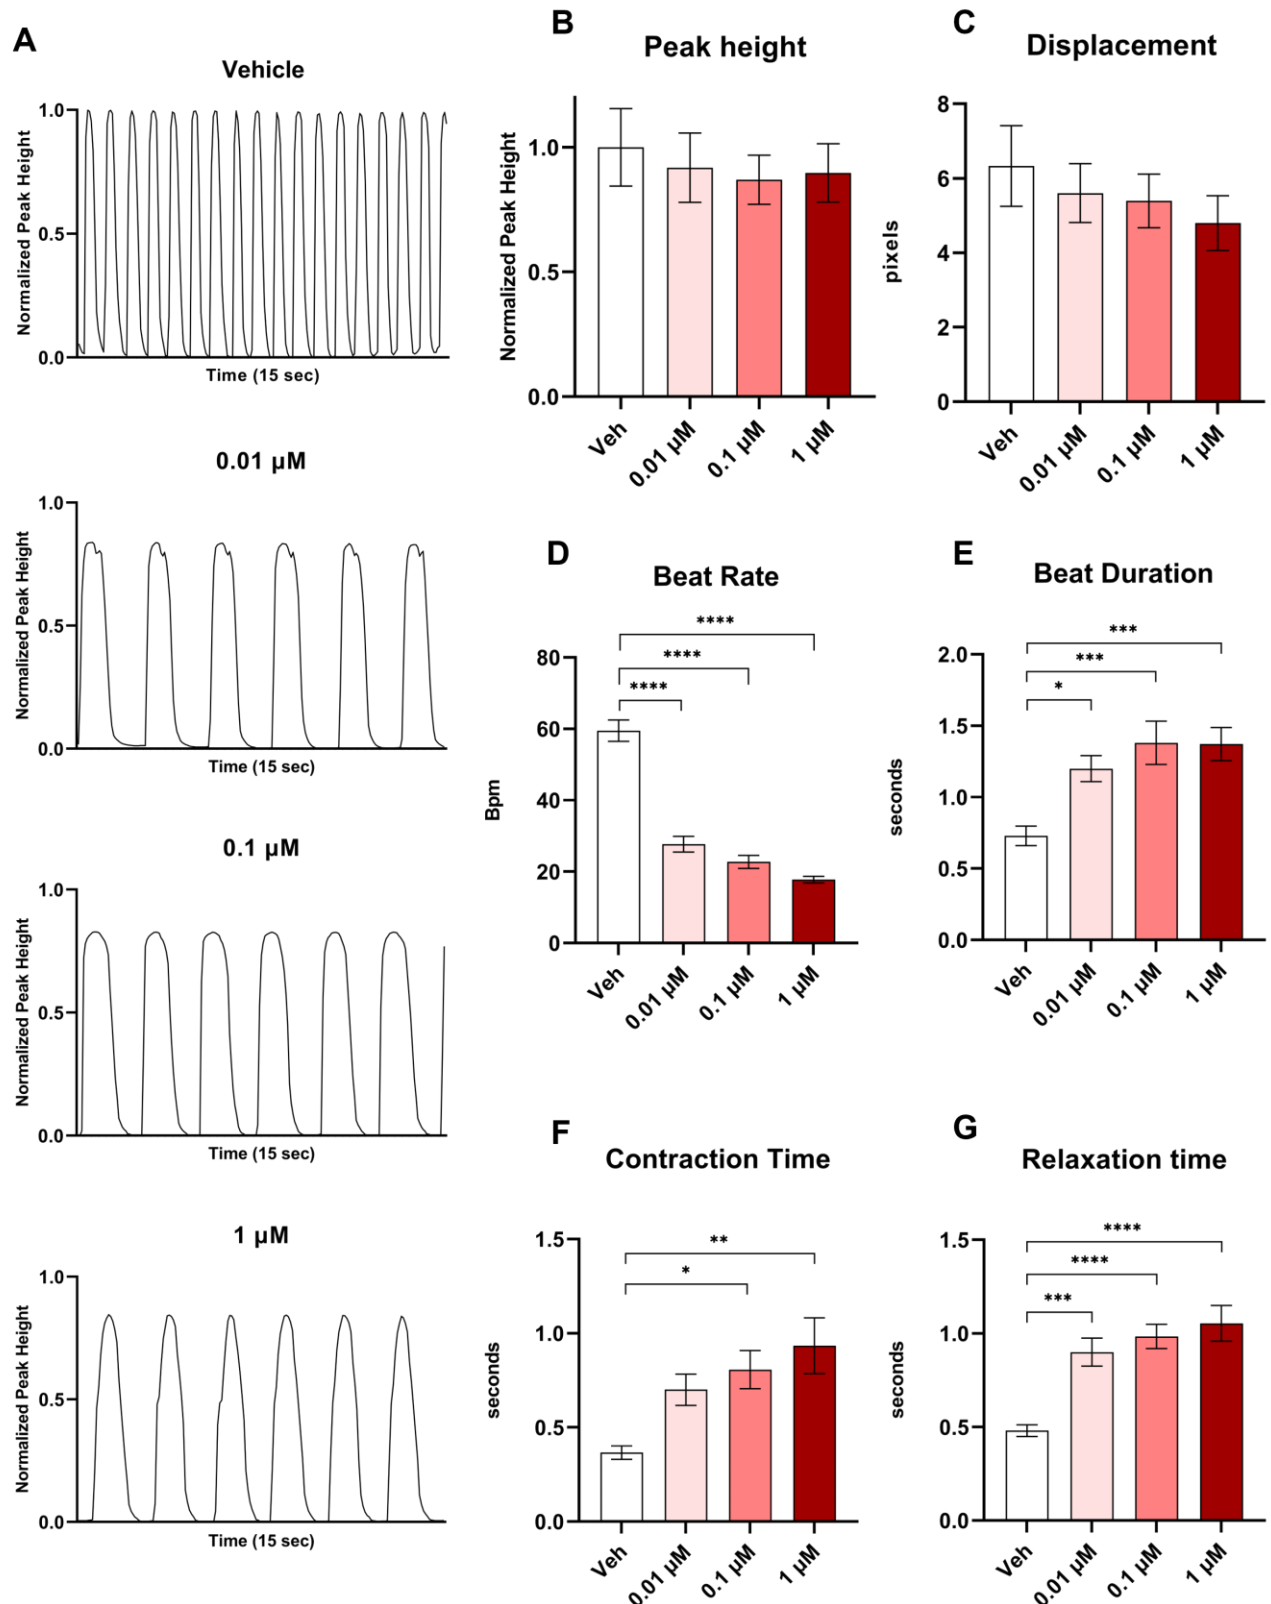 A
Vehicle
Normalized Peak Height
1.0
0.5
0.0
Time (15 sec)
0.01 µM
Normalized Peak Height
1.0
0.5
0.0
Time (15 sec)
0.1 µM
Normalized Peak Height
1.0
0.5
0.0
Time (15 sec)
1 µM
Normalized Peak Height
1.0
0.5
0.0
Time (15 sec)
B
Peak height
Normalized Peak Height
1.0
0.5
0.0
Veh
0.01 µM
0.1 µM
1 µM
C
Displacement
pixels
8
6
4
2
0
Veh
0.01 µM
0.1 µM
1 µM
D
Beat Rate
****
****
****
Bpm
80
60
40
20
0
Veh
0.01 µM
0.1 µM
1 µM
E
Beat Duration
***
***
*
seconds
2.0
1.5
1.0
0.5
0.0
Veh
0.01 µM
0.1 µM
1 µM
F
Contraction Time
**
*
seconds
1.5
1.0
0.5
0.0
Veh
0.01 µM
0.1 µM
1 µM
G
Relaxation time
****
****
***
seconds
1.5
1.0
0.5
0.0
Veh
0.01 µM
0.1 µM
1 µM